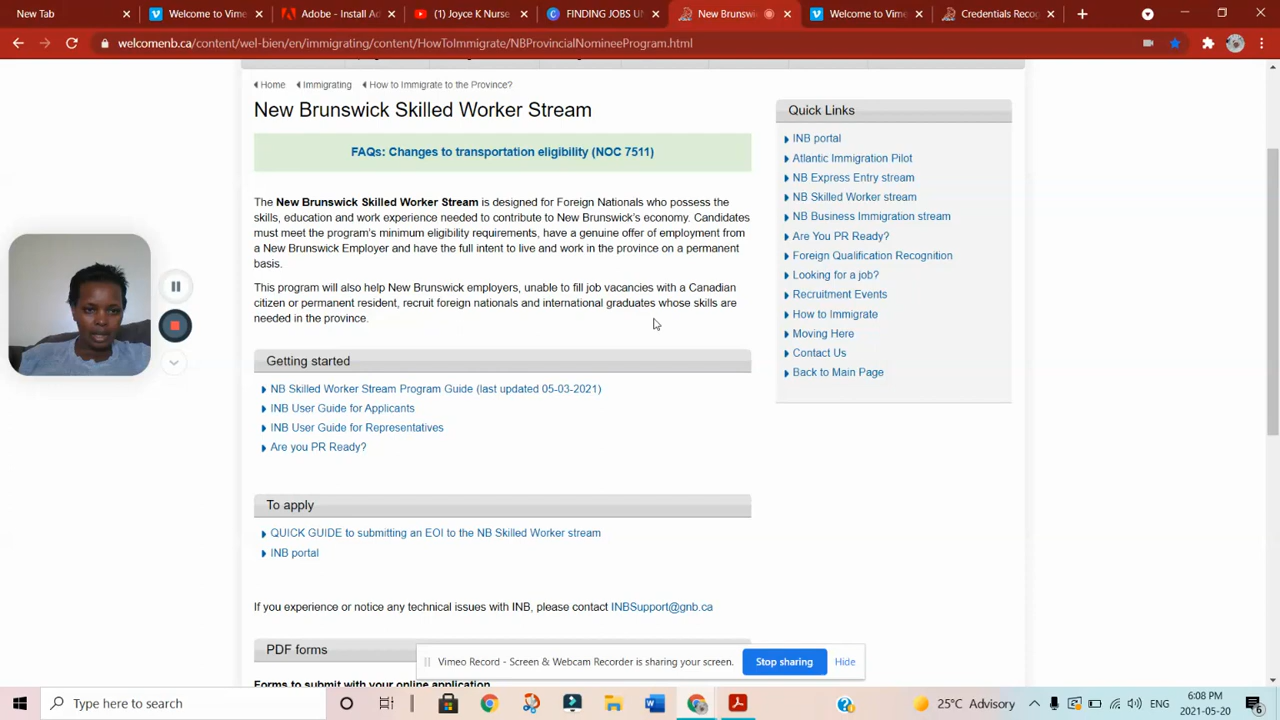 New Tab
Welcome to Vime
Adobe - Install Ad
(1) Joyce K Nurse
FINDING JOBS UN
New Brunswi
Welcome to Vime
Credentials Recog
welcomenb.ca/content/wel-bien/en/immigrating/content/HowToImmigrate/NBProvincialNomineeProgram.html
Home
Immigrating
How to Immigrate to the Province?
New Brunswick Skilled Worker Stream
FAQs: Changes to transportation eligibility (NOC 7511)
The New Brunswick Skilled Worker Stream is designed for Foreign Nationals who possess the
skills, education and work experience needed to contribute to New Brunswick's economy. Candidates
must meet the program's minimum eligibility requirements, have a genuine offer of employment from
a New Brunswick Employer and have the full intent to live and work in the province on a permanent
basis.
This program will also help New Brunswick employers, unable to fill job vacancies with a Canadian
citizen or permanent resident, recruit foreign nationals and international graduates whose skills are
needed in the province.
Getting started
NB Skilled Worker Stream Program Guide (last updated 05-03-2021)
INB User Guide for Applicants
INB User Guide for Representatives
Are you PR Ready?
To apply
QUICK GUIDE to submitting an EOI to the NB Skilled Worker stream
INB portal
If you experience or notice any technical issues with INB, please contact INBSupport@gnb.ca
PDF forms
Forms to submit with your online application
Quick Links
INB portal
Atlantic Immigration Pilot
NB Express Entry stream
NB Skilled Worker stream
NB Business Immigration stream
Are You PR Ready?
Foreign Qualification Recognition
Looking for a job?
Recruitment Events
How to Immigrate
Moving Here
Contact Us
Back to Main Page
Vimeo Record - Screen & Webcam Recorder is sharing your screen.
Stop sharing
Hide
Type here to search
25°C Advisory
ENG
6:08 PM
2021-05-20
6